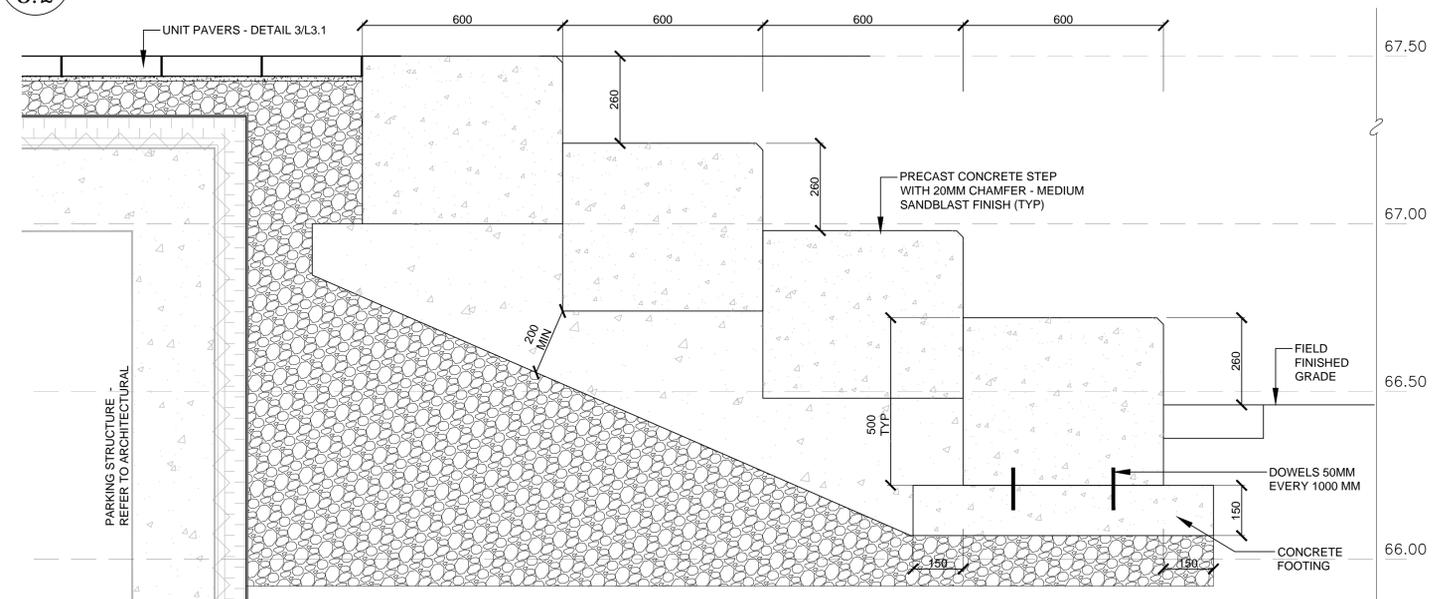 600
600
600
600
UNIT PAVERS - DETAIL 3/L3.1
67.50
260
260
PRECAST CONCRETE STEP
WITH 20MM CHAMFER - MEDIUM
SANDBLAST FINISH (TYP)
67.00
200
MIN
260
FIELD
FINISHED
GRADE
66.50
PARKING STRUCTURE -
REFER TO ARCHITECTURAL
500
TYP
DOWELS 50MM
EVERY 1000 MM
150
CONCRETE
FOOTING
66.00
150
150